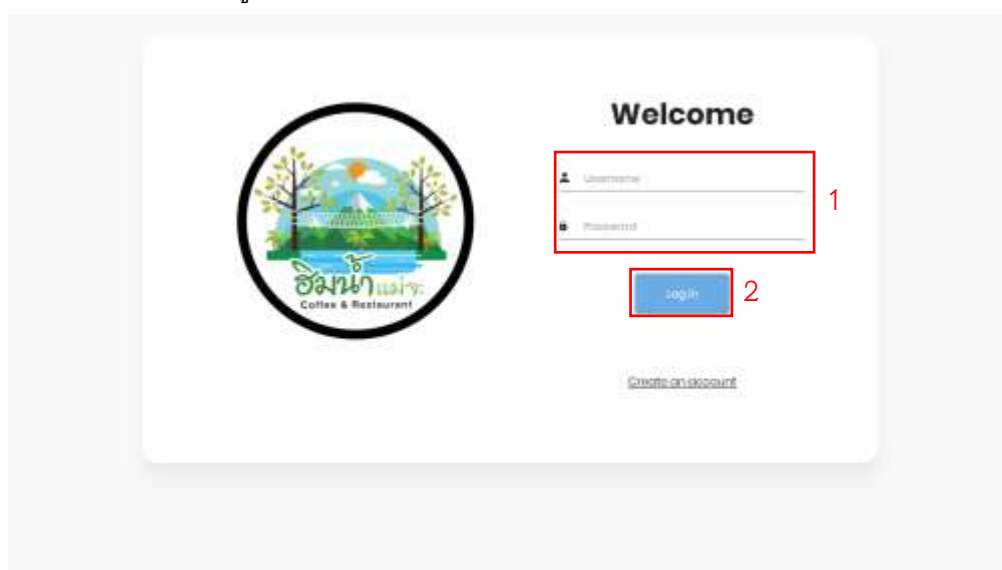 Welcome
Username
1
Password
ฮิมน้ำแม่จะ
Coffee & Restaurant
Log in
2
Create an account